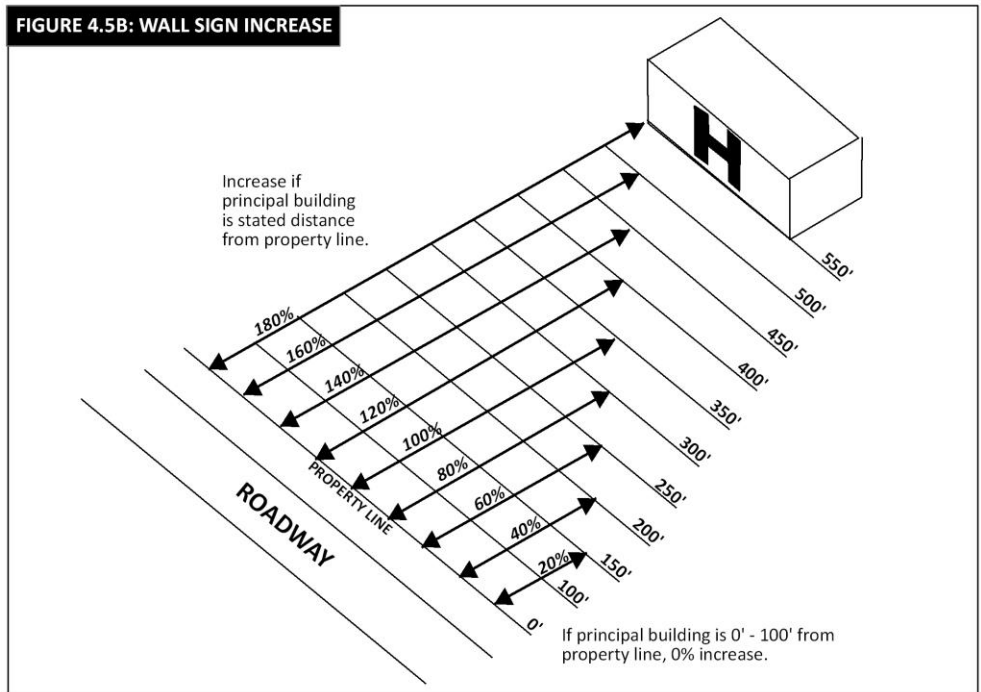 FIGURE 4.5B: WALL SIGN INCREASE
H
Increase if
principal building
is stated distance
from property line.
180%
160%
140%
120%
100%
80%
60%
40%
20%
550'
500'
450'
400'
350'
300'
250'
200'
150'
100'
0'
PROPERTY LINE
ROADWAY
If principal building is 0' - 100' from
property line, 0% increase.